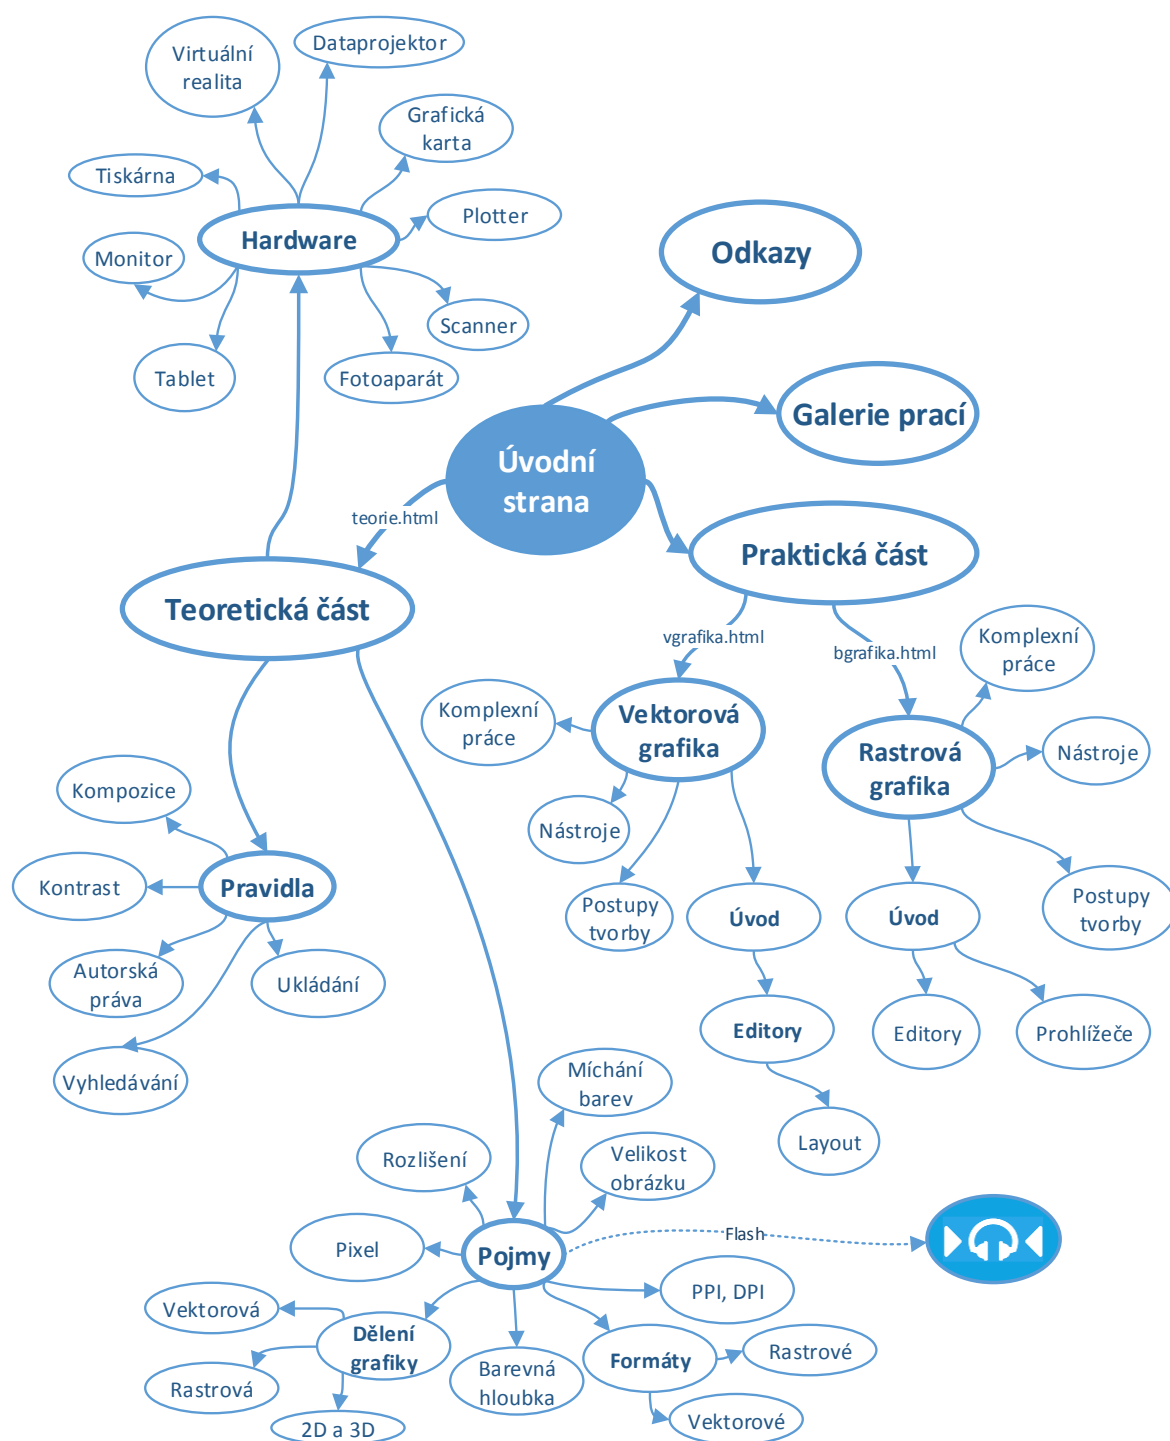 Virtuální
realita
Dataprojektor
Grafická
karta
Tiskárna
Plotter
Hardware
Monitor
Scanner
Tablet
Fotoaparát
Odkazy
Galerie prací
Úvodní
strana
teorie.html
Praktická část
Teoretická část
vgrafika.html
bgrafika.html
Komplexní
práce
Komplexní
práce
Vektorová
grafika
Rastrová
grafika
Nástroje
Kompozice
Nástroje
Kontrast
Pravidla
Postupy
tvorby
Úvod
Úvod
Postupy
tvorby
Autorská
práva
Ukládání
Editory
Editory
Prohlížeče
Vyhledávání
Míchání
barev
Layout
Rozlišení
Velikost
obrázku
Flash
Pixel
Pojmy
PPI, DPI
Vektorová
Dělení
grafiky
Formáty
Rastrové
Barevná
hloubka
Rastrová
Vektorové
2D a 3D